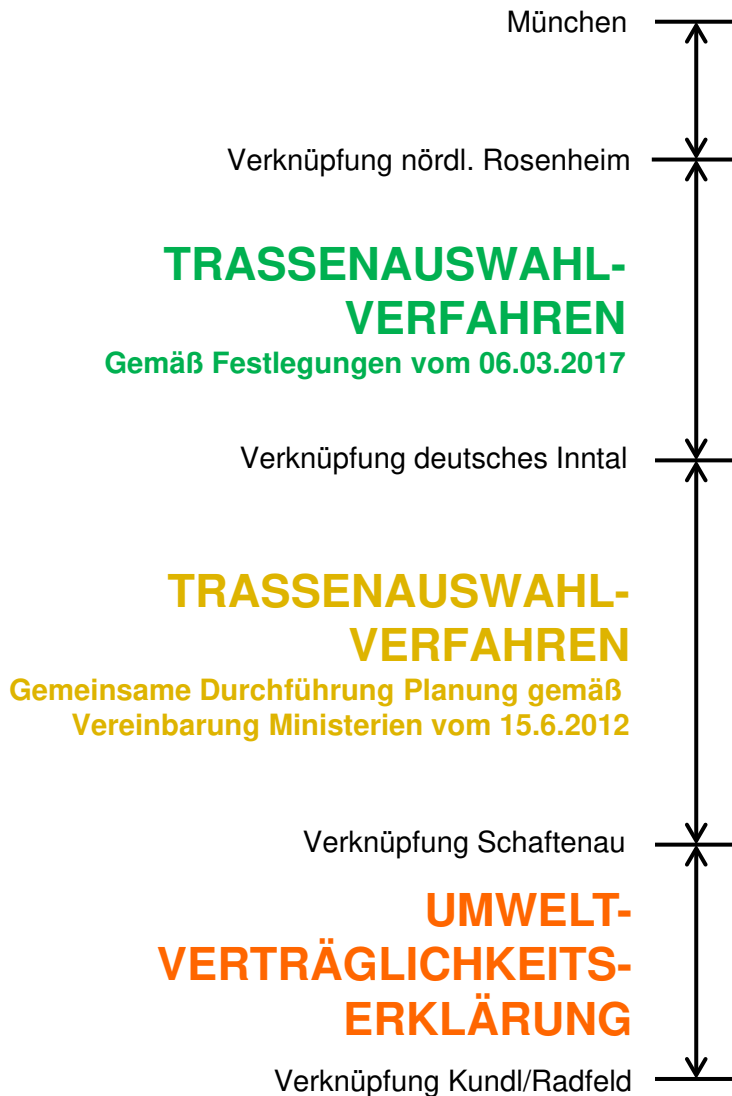 München
Verknüpfung nördl. Rosenheim
TRASSENAUSWAHL-
VERFAHREN
Gemäß Festlegungen vom 06.03.2017
Verknüpfung deutsches Inntal
TRASSENAUSWAHL-
VERFAHREN
Gemeinsame Durchführung Planung gemäß
Vereinbarung Ministerien vom 15.6.2012
Verknüpfung Schaftenau
UMWELT-
VERTRÄGLICHKEITS-
ERKLÄRUNG
Verknüpfung Kundl/Radfeld